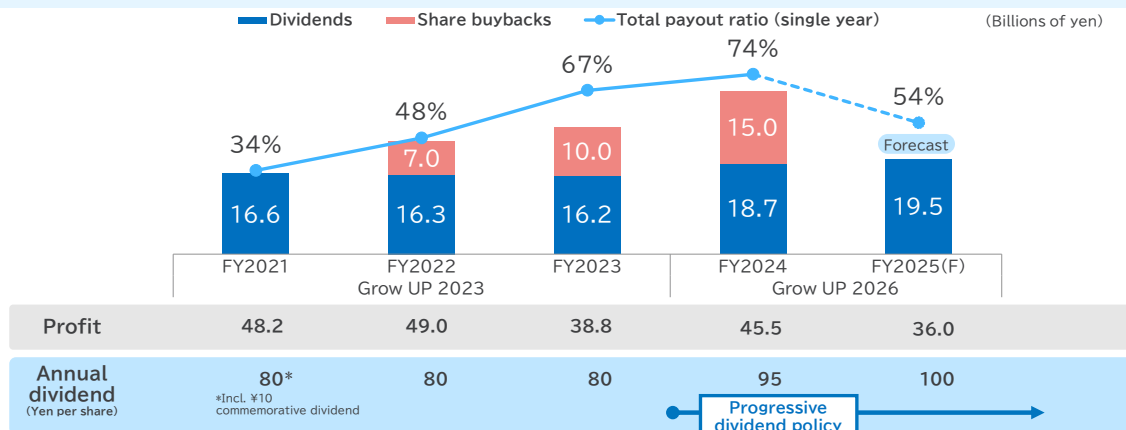 Dividends Share buybacks Total payout ratio (single year) (Billions of yen)
34% 48% 67% 74% 54%
Forecast
7.0 10.0 15.0
16.6 16.3 16.2 18.7 19.5
FY2021 FY2022 FY2023 FY2024 FY2025(F)
Grow UP 2023 Grow UP 2026
Profit 48.2 49.0 38.8 45.5 36.0
Annual
dividend
(Yen per share)
80* 80 80 95 100
*Incl. ¥10
commemorative dividend
Progressive
dividend policy